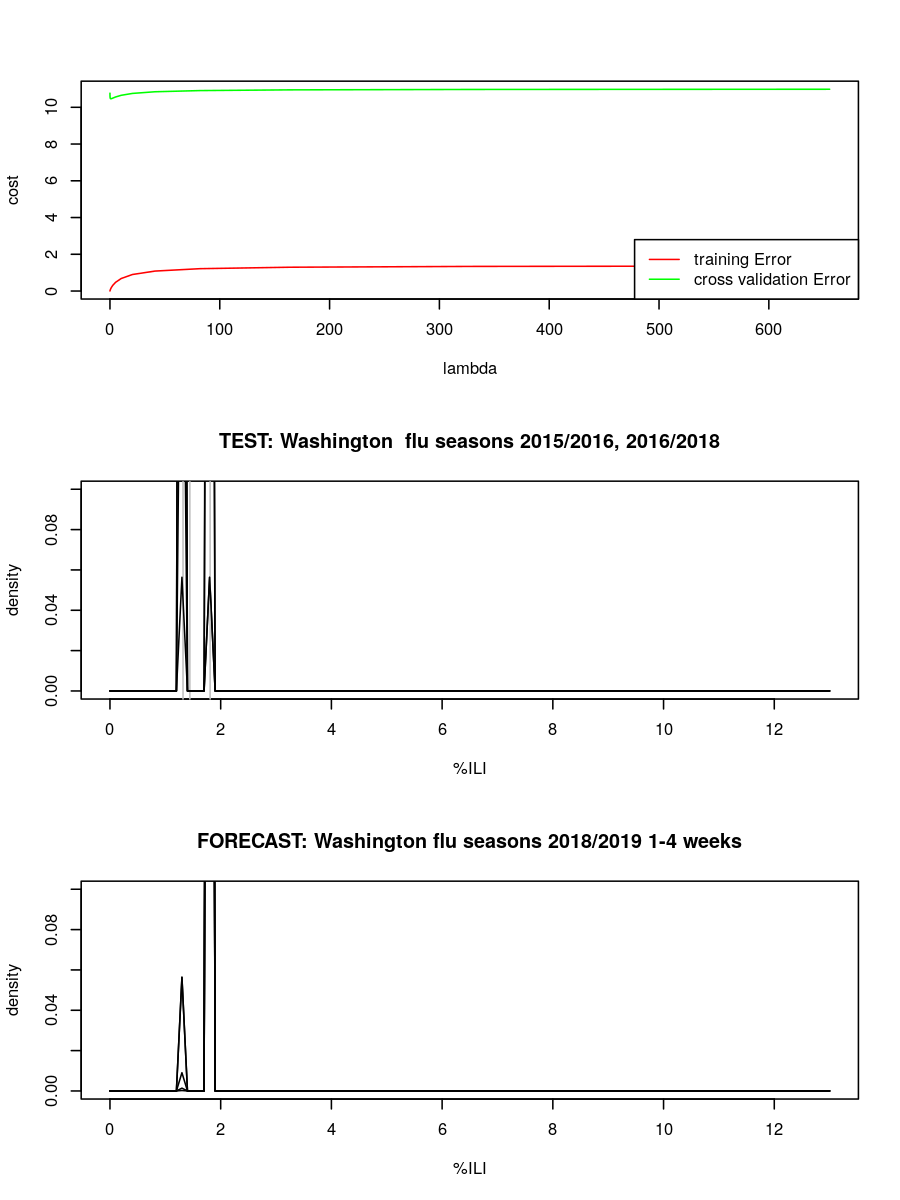 10
8
6
4
2
0
cost
training Error
cross validation Error
0 100 200 300 400 500 600
lambda
TEST: Washington  flu seasons 2015/2016, 2016/2018
0.08
0.04
0.00
density
0 2 4 6 8 10 12
%ILI
FORECAST: Washington flu seasons 2018/2019 1-4 weeks
0.08
0.04
0.00
density
0 2 4 6 8 10 12
%ILI